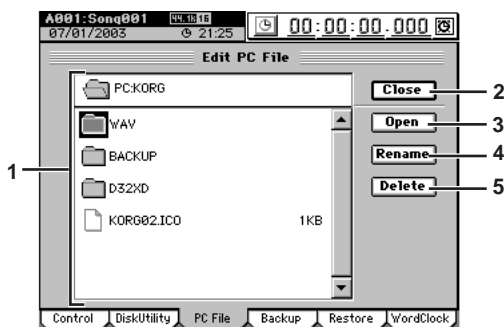 A001:Song001 44.1k16 00:00:00.000
07/01/2003 21:25
Edit PC File
PC:KORG
Close 2
WAV
Open 3
Rename 4
BACKUP
1
D32XD
Delete 5
KORG02.ICO 1KB
Control DiskUtility PC File Backup Restore WordClock